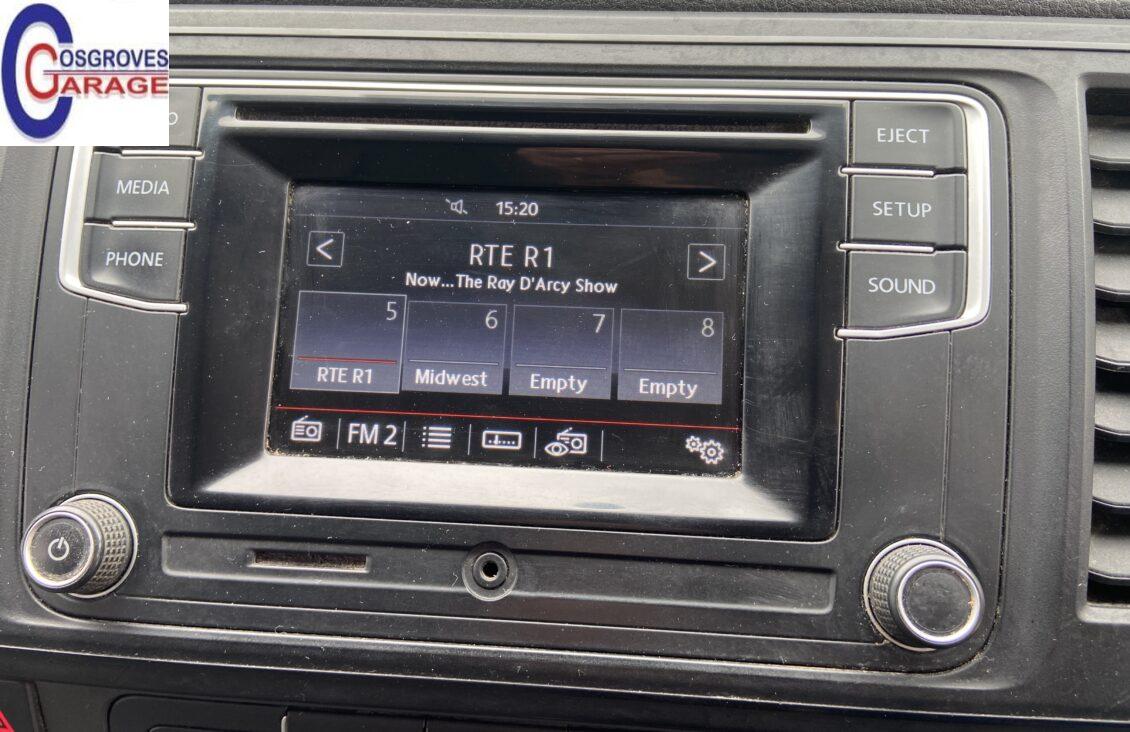 COSGROVES
GARAGE
MEDIA
PHONE
EJECT
SETUP
SOUND
15:20
< RTE R1 >
Now...The Ray D'Arcy Show
5 6 7 8
RTE R1 Midwest Empty Empty
FM 2